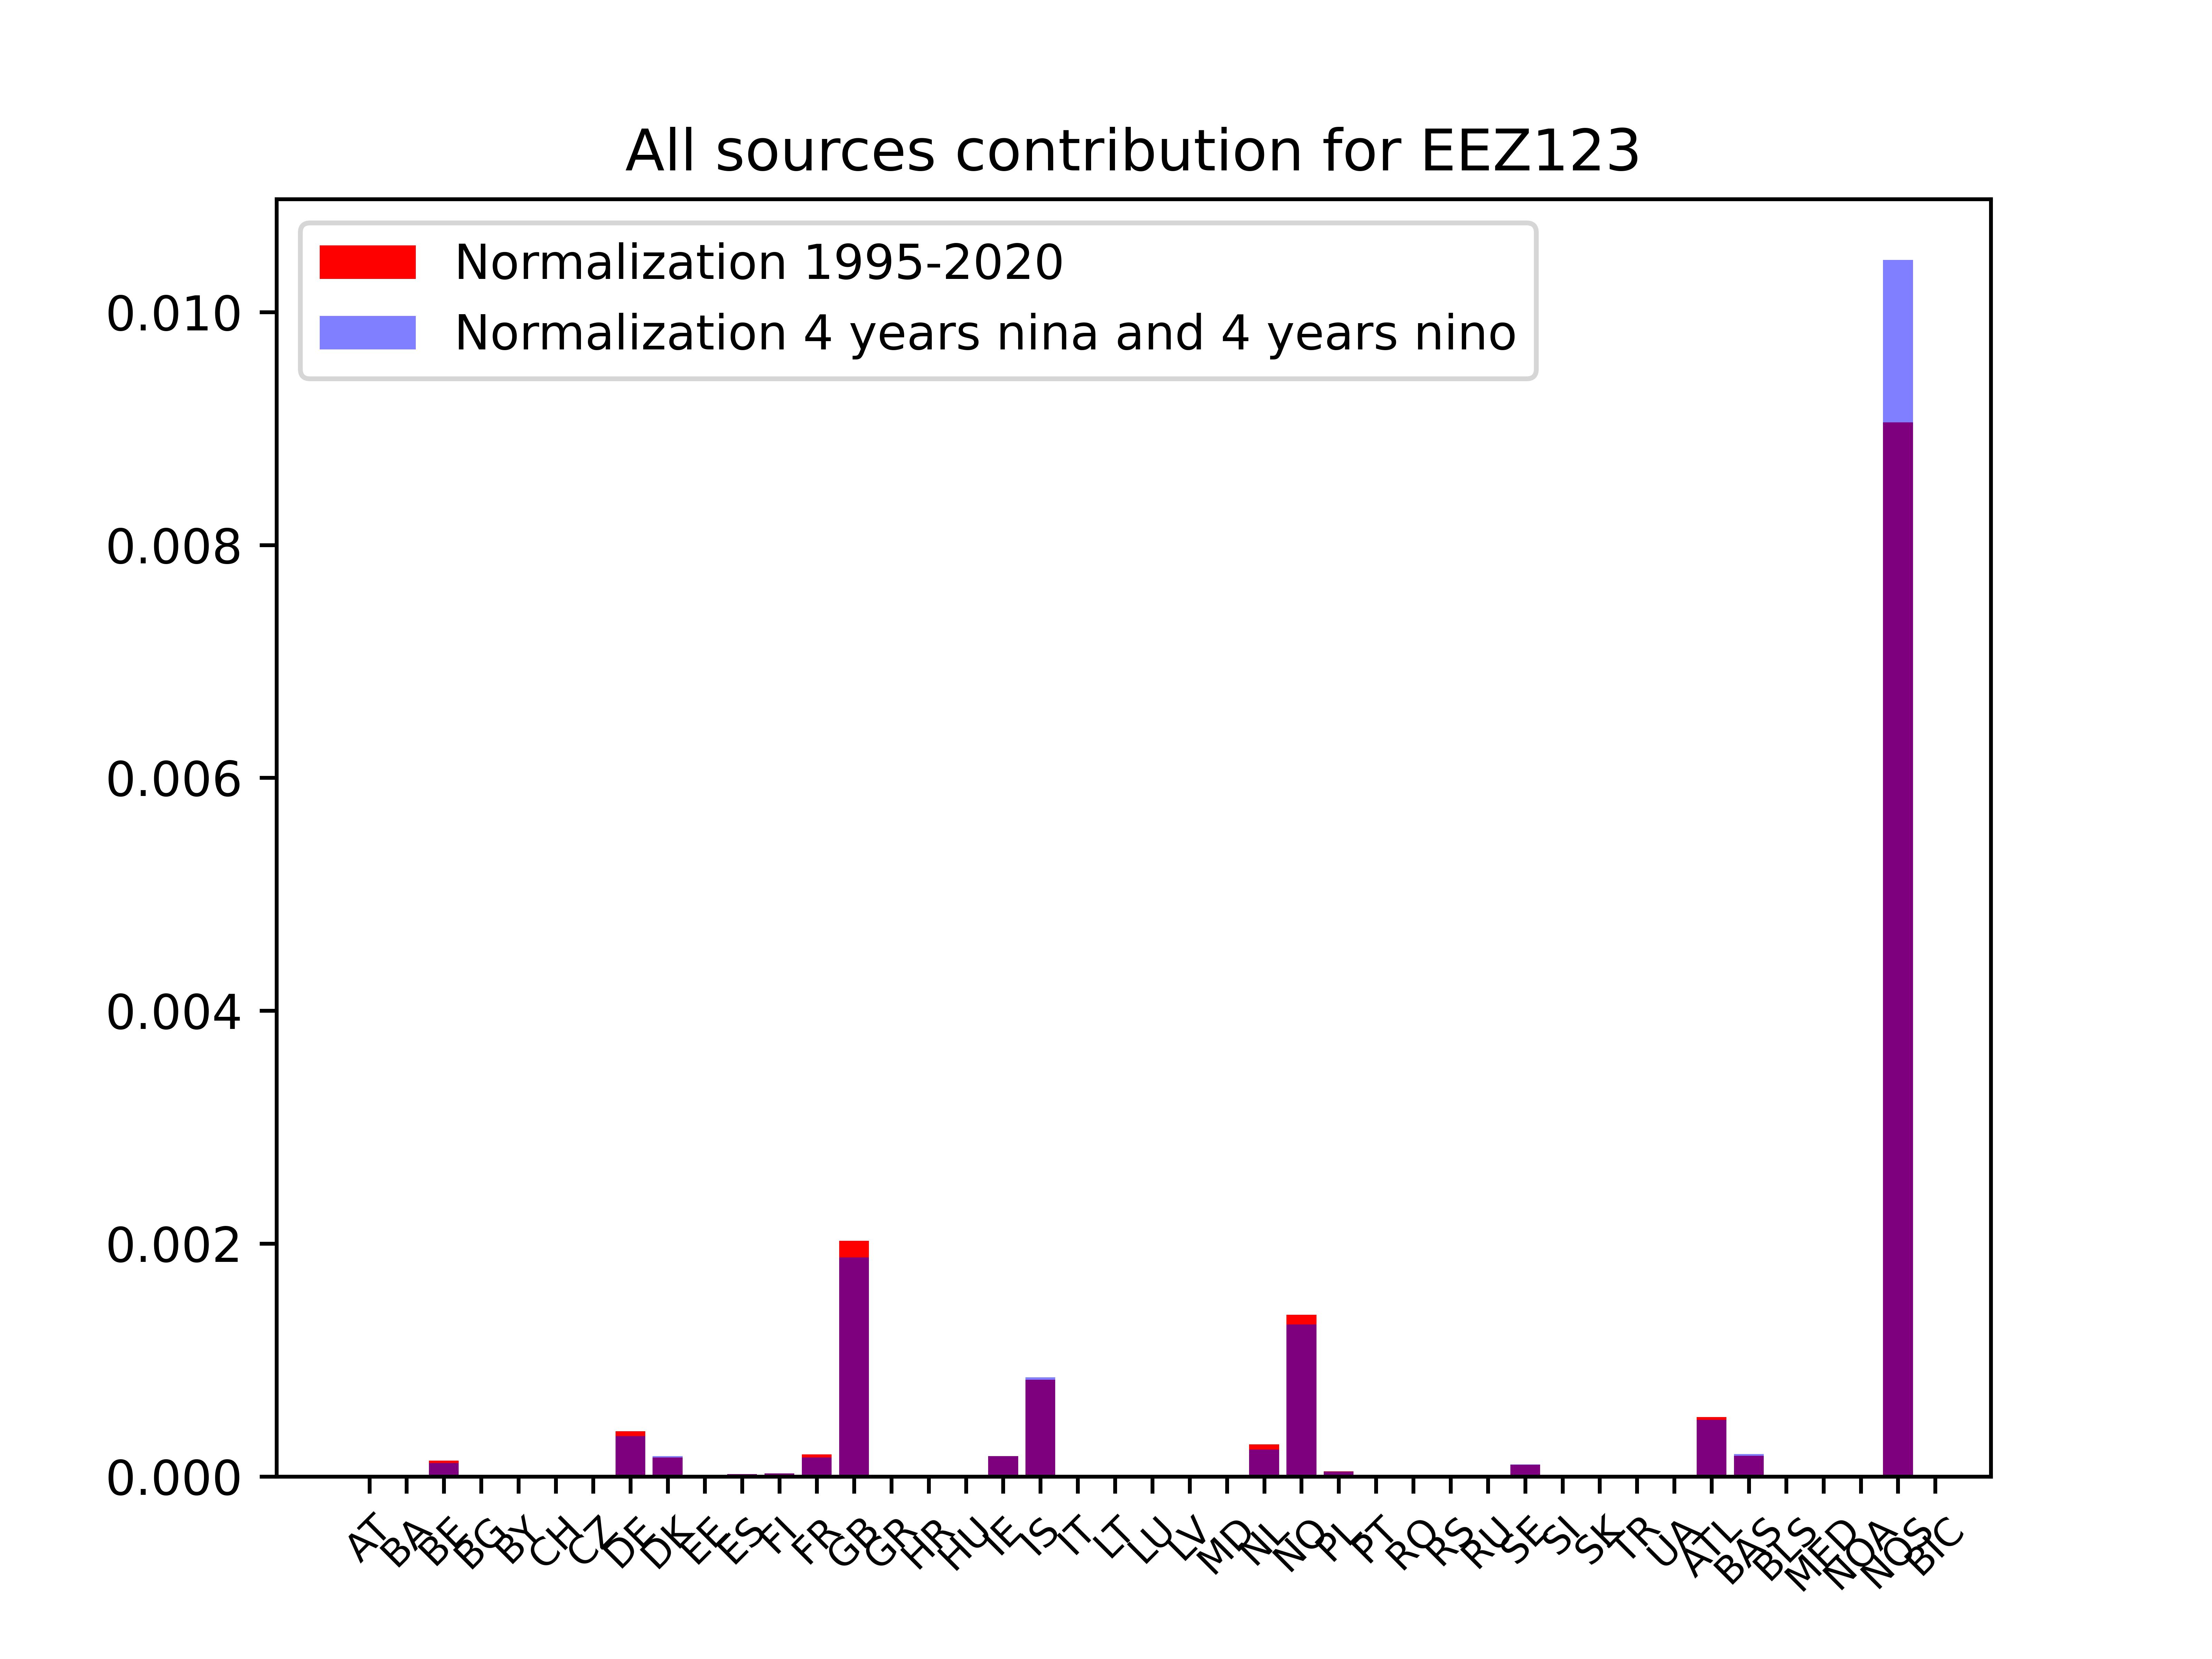 All sources contribution for EEZ123
Normalization 1995-2020
Normalization 4 years nina and 4 years nino
0.010
0.008
0.006
0.004
0.002
0.000
AT BA BE BG BY CH CZ DE DK EE ES FI FR GB GR HR HU IE IS IT LT LU LV MD NL NO PL PT RO RS RU SE SI SK TR UA ATL BAS BLS MED NOA NOS BIC